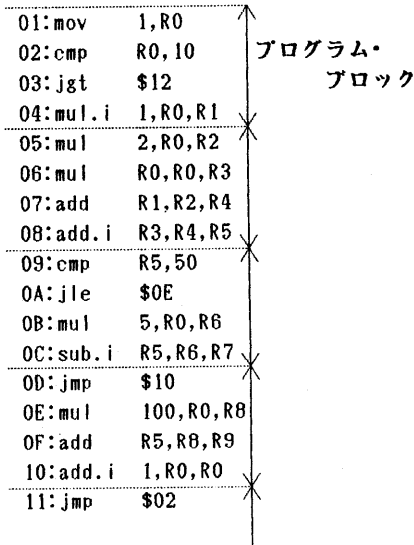 01:mov 1,R0
02:cmp R0,10
プログラム・
ブロック
03:jgt $12
04:mul.i 1,R0,R1
05:mul 2,R0,R2
06:mul R0,R0,R3
07:add R1,R2,R4
08:add.i R3,R4,R5
09:cmp R5,50
0A:jle $0E
0B:mul 5,R0,R6
0C:sub.i R5,R6,R7
0D:jmp $10
0E:mul 100,R0,R8
0F:add R5,R8,R9
10:add.i 1,R0,R0
11:jmp $02